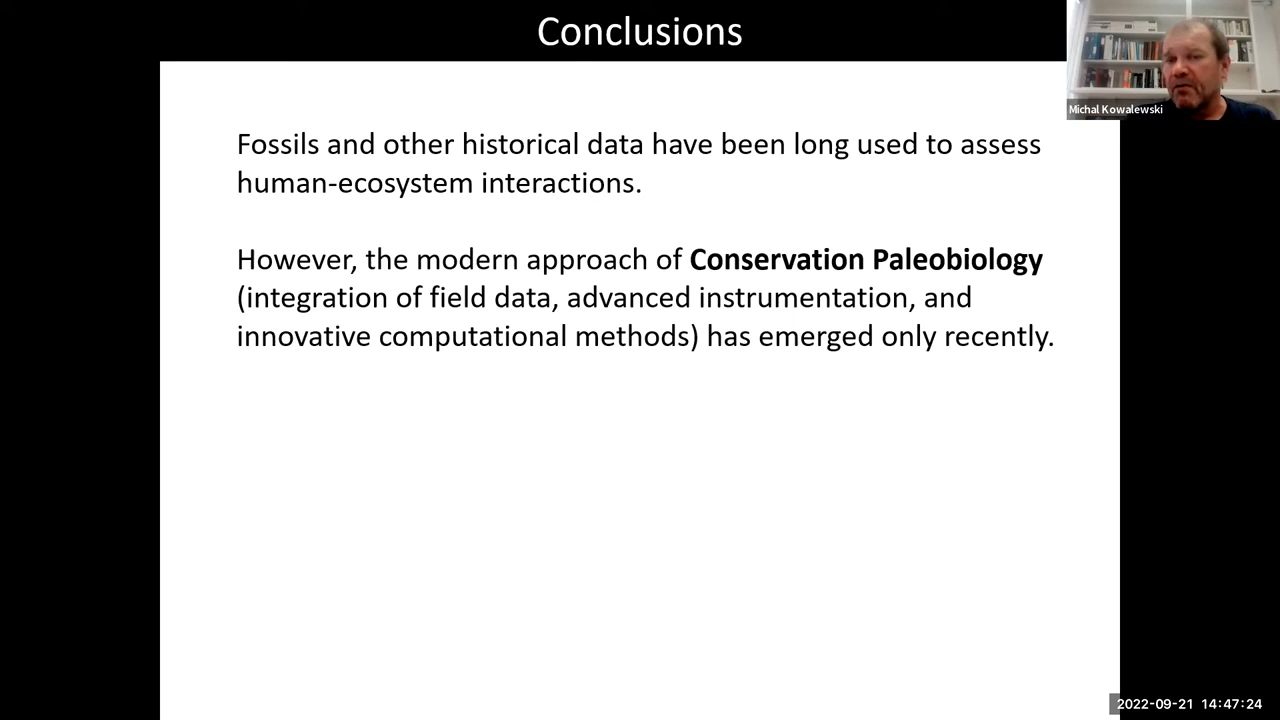 Conclusions
Michal Kowalewski
Fossils and other historical data have been long used to assess
human-ecosystem interactions.
However, the modern approach of Conservation Paleobiology
(integration of field data, advanced instrumentation, and
innovative computational methods) has emerged only recently.
2022-09-21 14:47:24